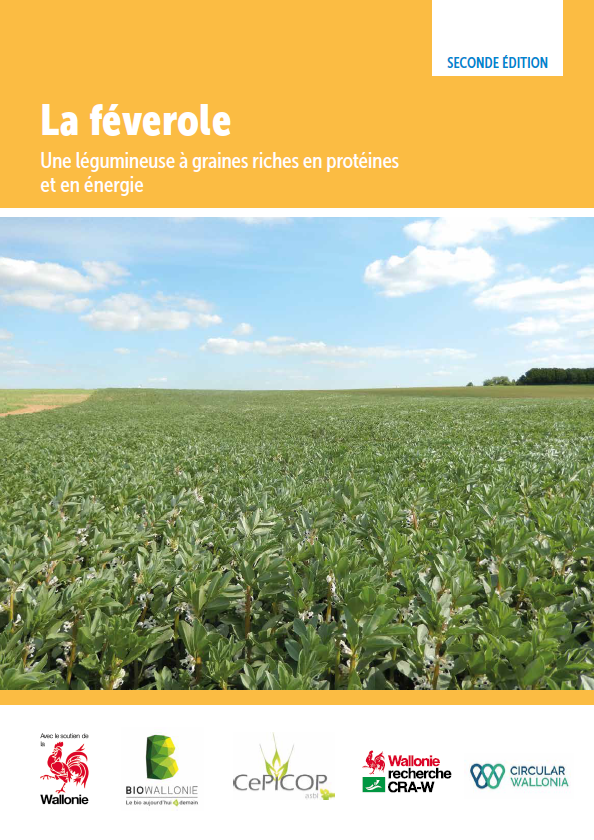 SECONDE ÉDITION
La féverole
Une légumineuse à graines riches en protéines
et en énergie
Avec le soutien de
la
Wallonie
BIOWALLONIE
Le bio aujourd'hui & demain
CePiCOP
asbl
Wallonie
recherche
CRA-W
CIRCULAR
WALLONIA